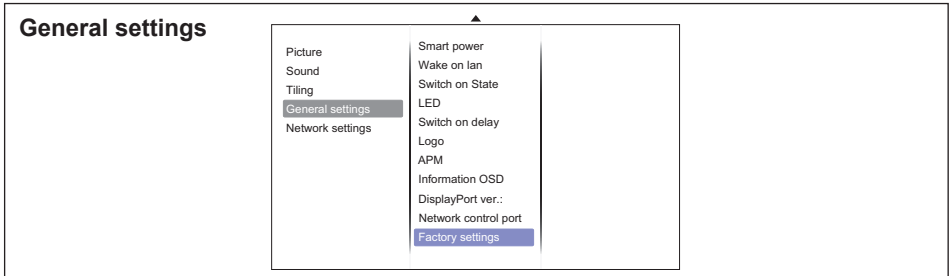 General settings
Picture
Sound
Tiling
General settings
Network settings
Smart power
Wake on lan
Switch on State
LED
Switch on delay
Logo
APM
Information OSD
DisplayPort ver.:
Network control port
Factory settings